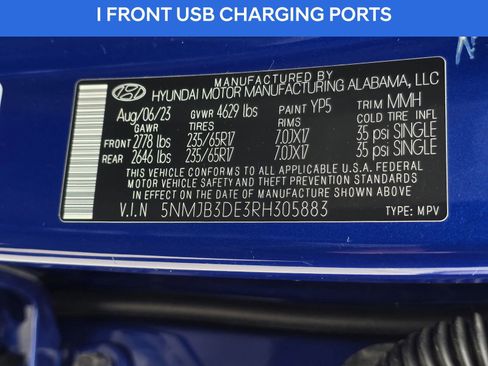 I FRONT USB CHARGING PORTS
MANUFACTURED BY
HYUNDAI MOTOR MANUFACTURING ALABAMA, LLC
Aug/06/23 GVWR 4629 lbs PAINT YP5 TRIM MMH
GAWR TIRES RIMS COLD TIRE INFL
FRONT 2778 lbs 235/65R17 7.0JX17 35 psi SINGLE
REAR 2646 lbs 235/65R17 7.0JX17 35 psi SINGLE
THIS VEHICLE CONFORMS TO ALL APPLICABLE U.S.A. FEDERAL
MOTOR VEHICLE SAFETY AND THEFT PREVENTION STANDARDS IN
EFFECT ON THE DATE OF MANUFACTURE SHOWN ABOVE
V.I.N 5NMJB3DE3RH305883 TYPE: MPV